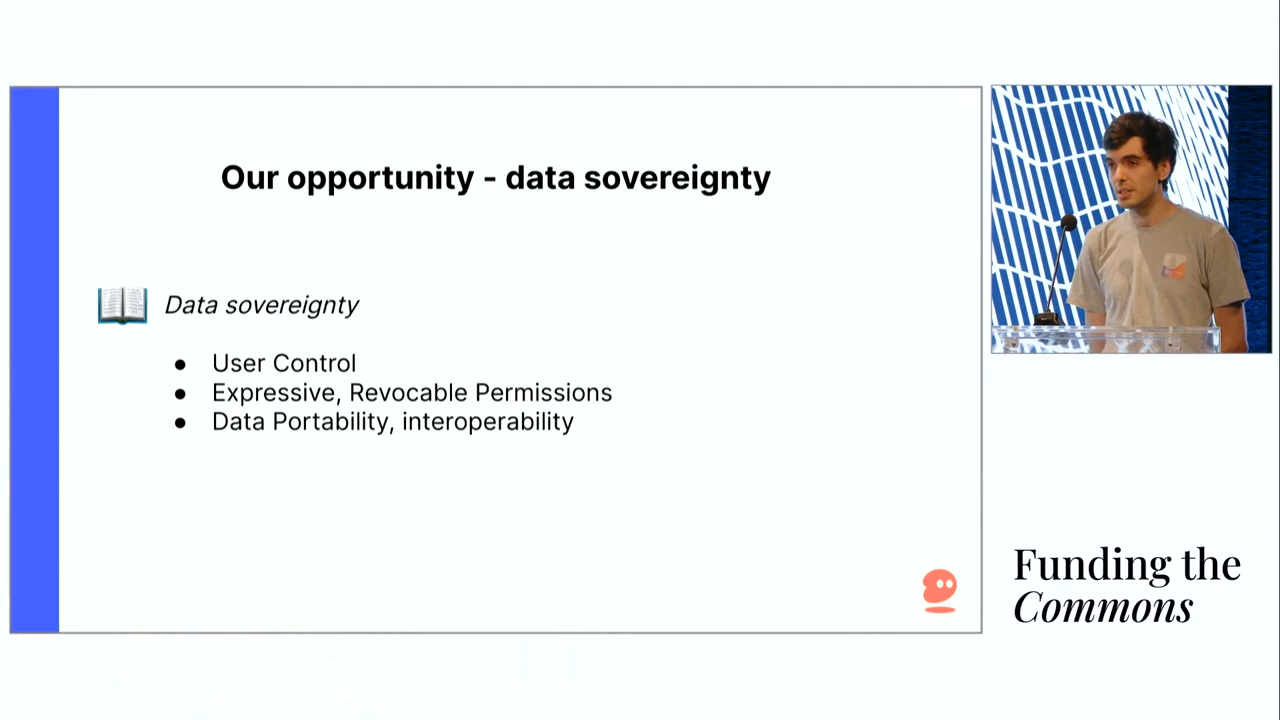 Our opportunity - data sovereignty
Data sovereignty
● User Control
● Expressive, Revocable Permissions
● Data Portability, interoperability
Funding the
Commons